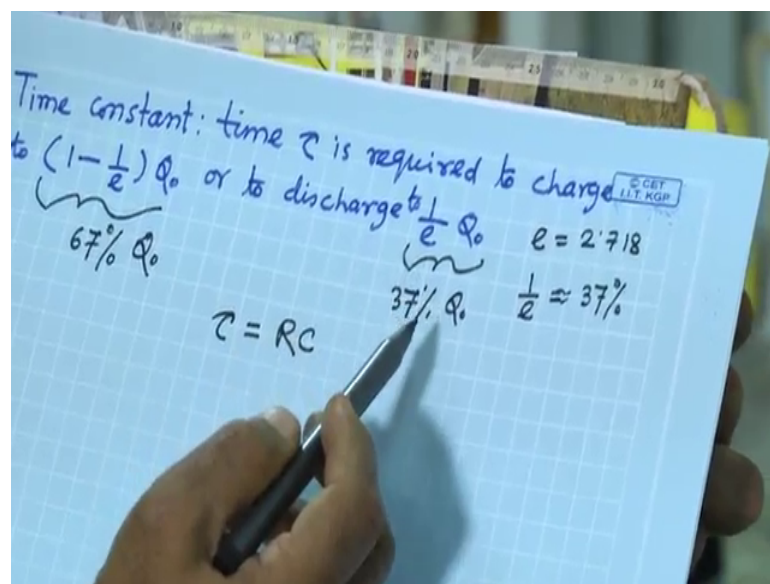 Time constant: time τ is required to charge
to (1 - 1/e) Q₀ or to discharge to 1/e Q₀
© CET
I.I.T. KGP
67% Q₀
37% Q₀
e = 2.718
1/e ≈ 37%
τ = RC